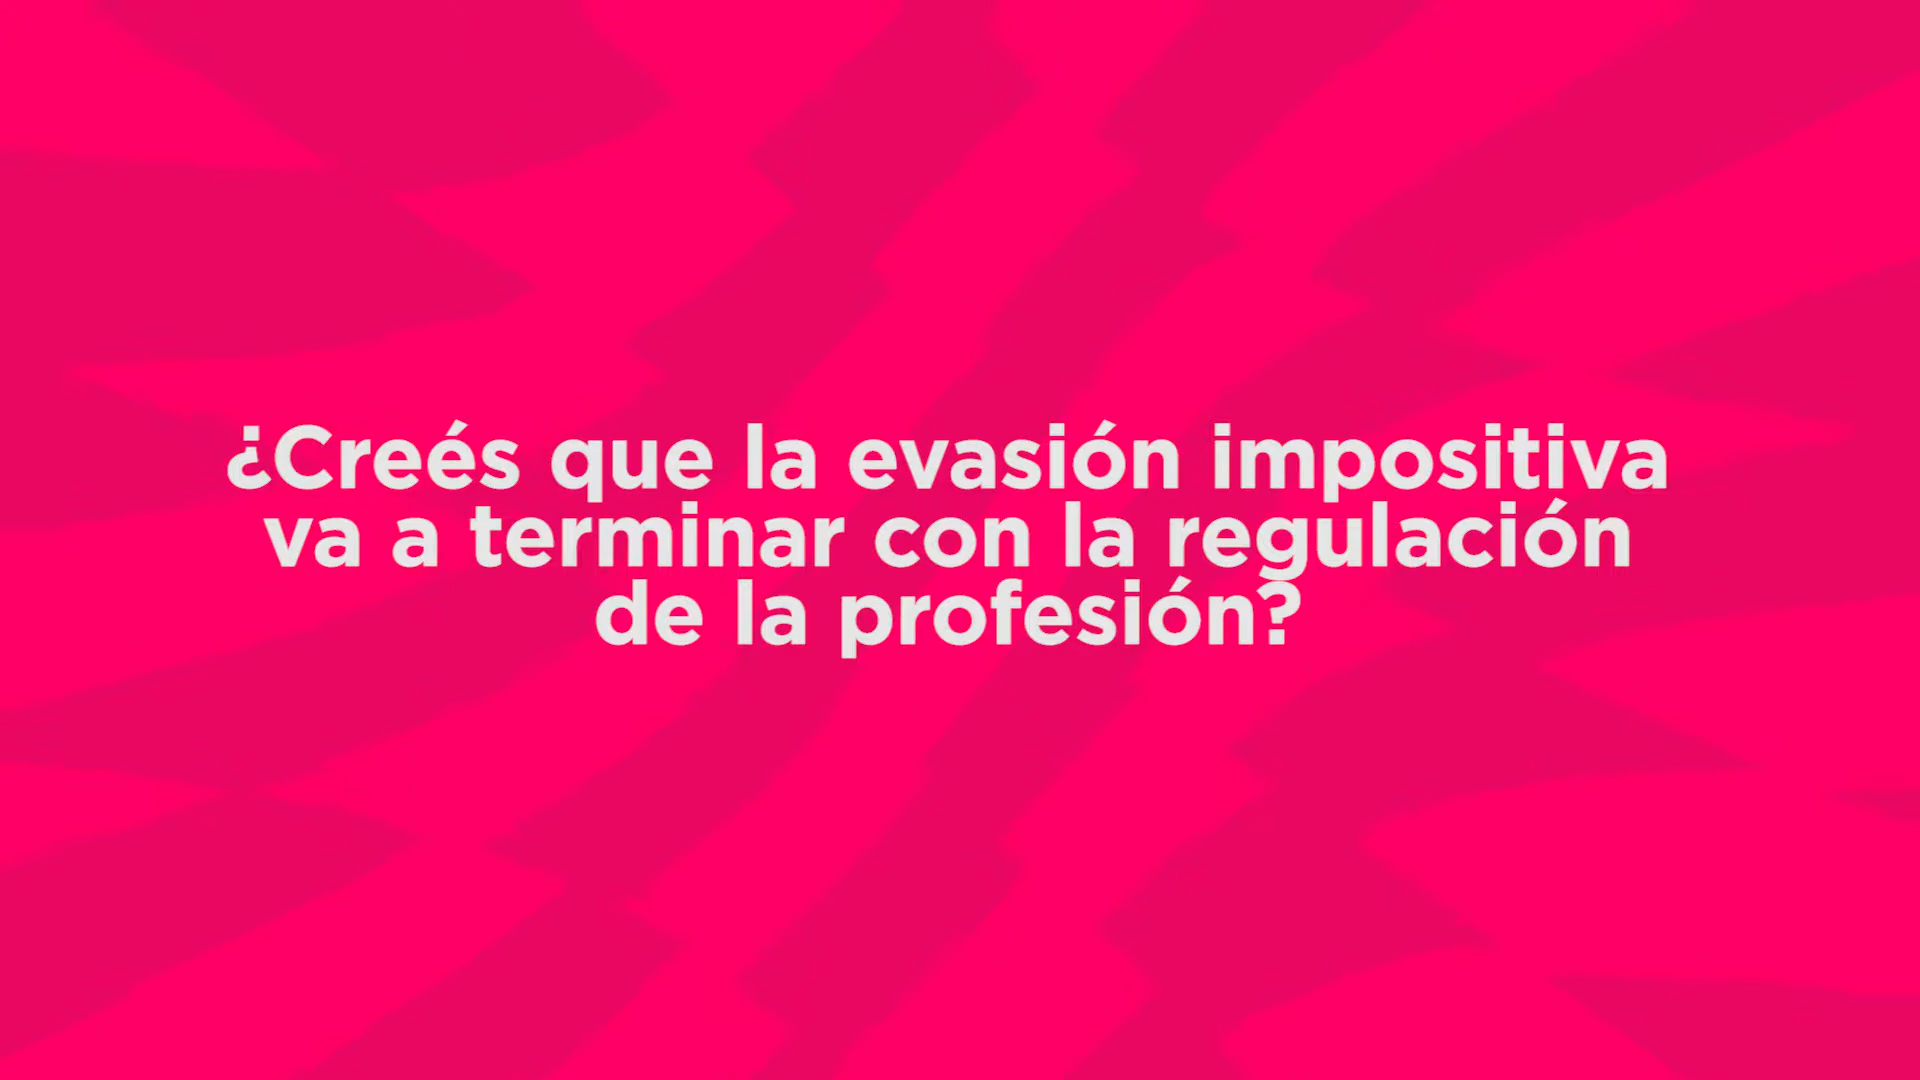 ¿Creés que la evasión impositiva
va a terminar con la regulación
de la profesión?